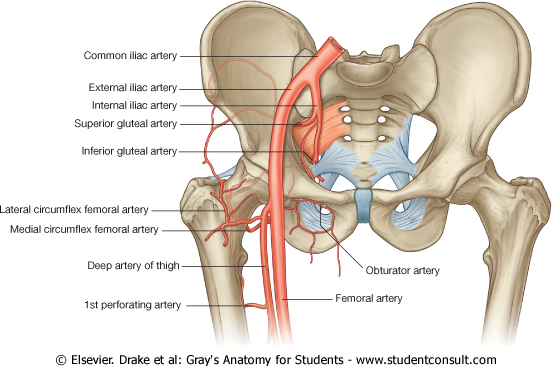 Common iliac artery
External iliac artery
Internal iliac artery
Superior gluteal artery
Inferior gluteal artery
Lateral circumflex femoral artery
Medial circumflex femoral artery
Deep artery of thigh
Obturator artery
1st perforating artery
Femoral artery
© Elsevier. Drake et al: Gray's Anatomy for Students - www.studentconsult.com